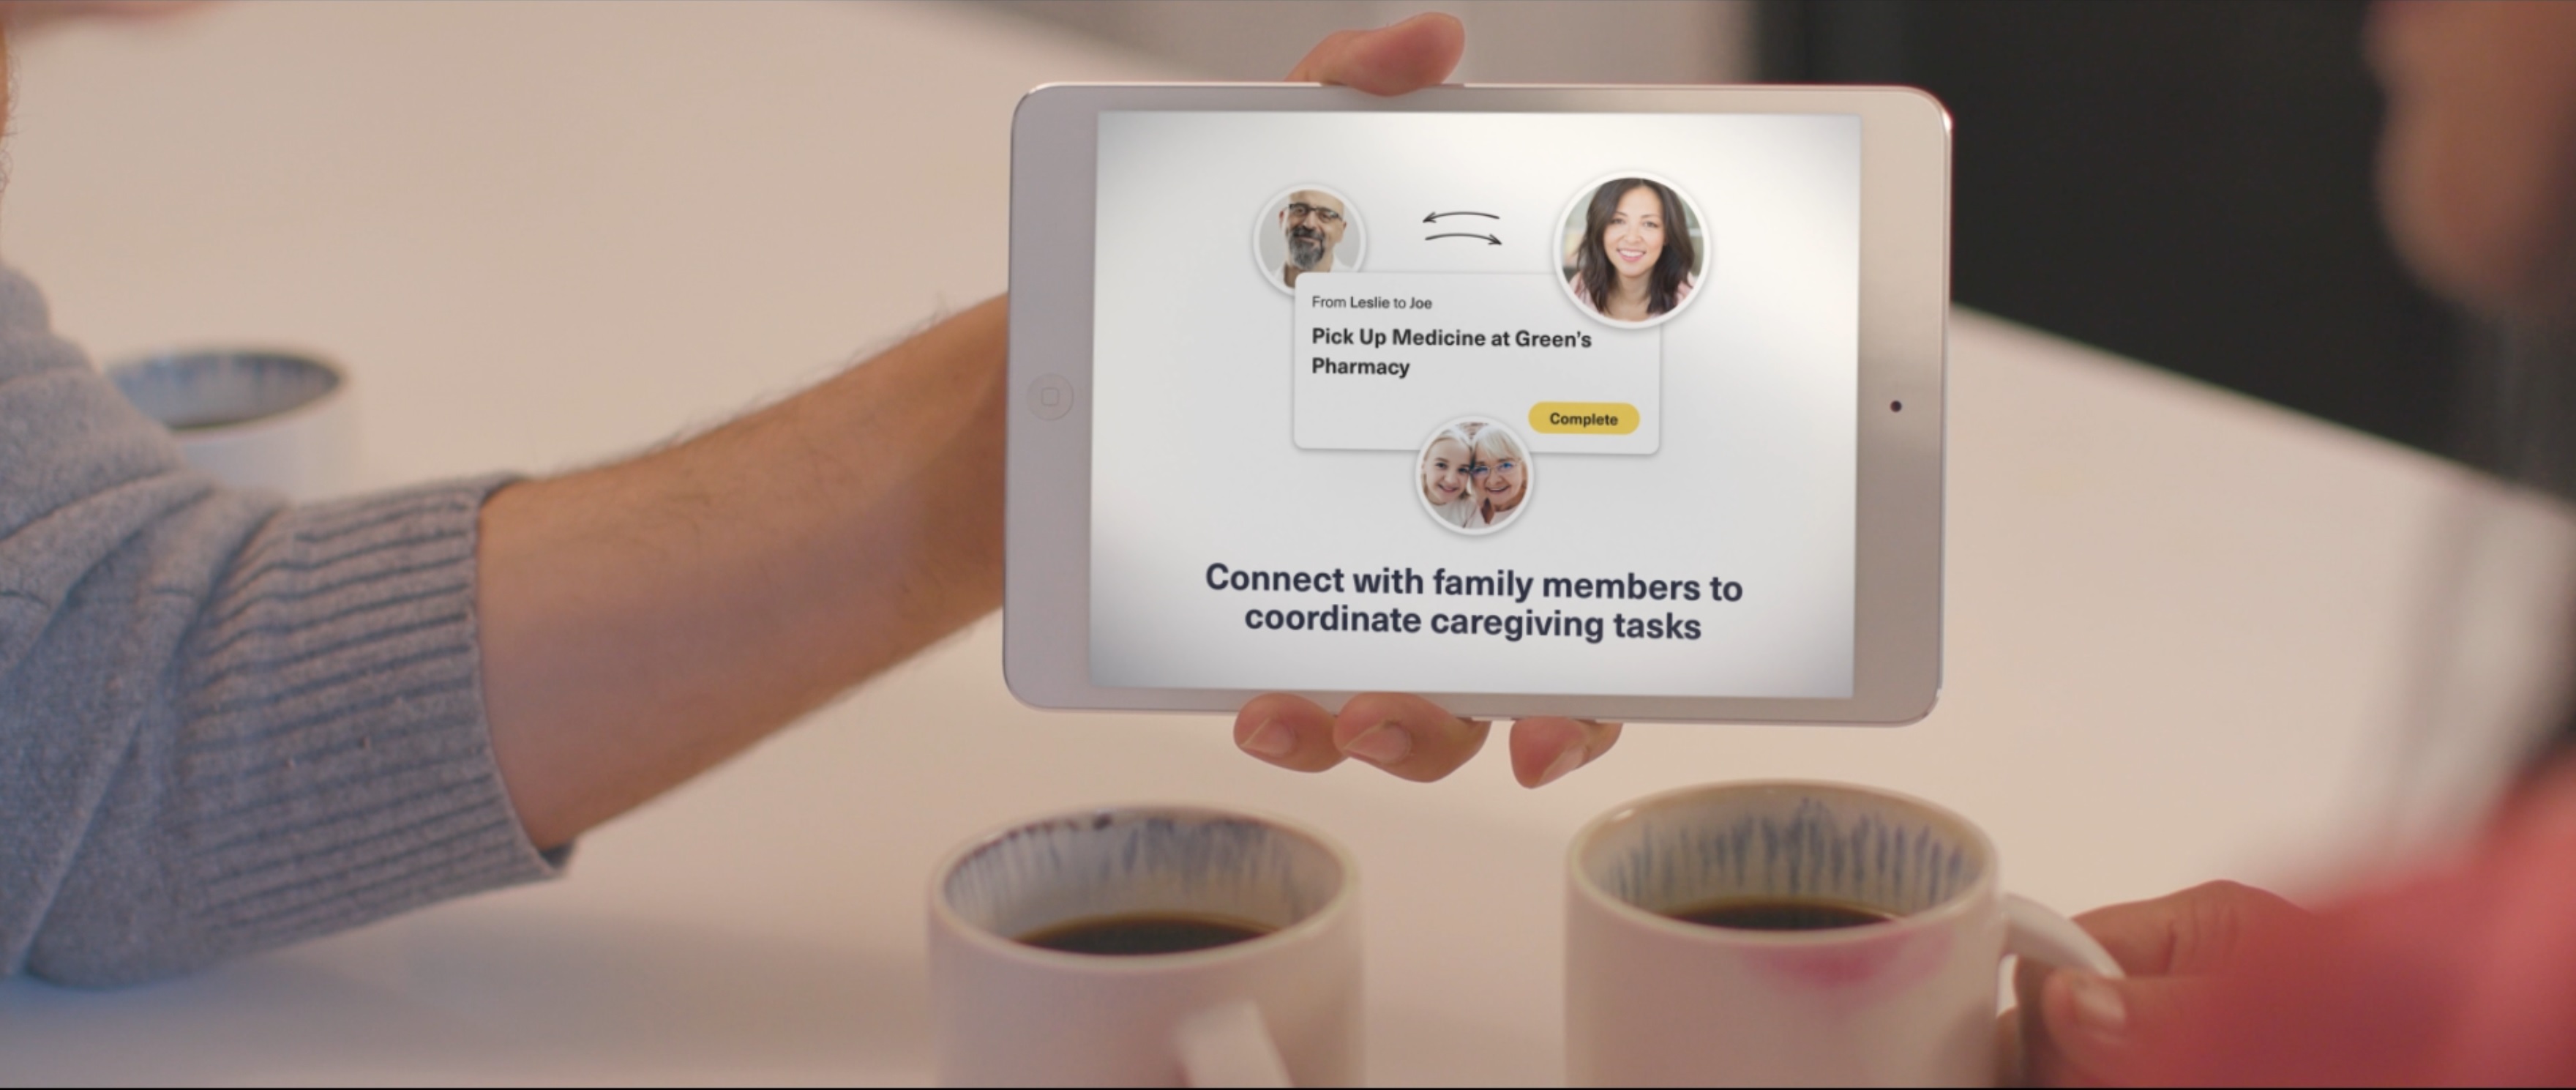 From Leslie to Joe
Pick Up Medicine at Green's
Pharmacy
Complete
Connect with family members to
coordinate caregiving tasks